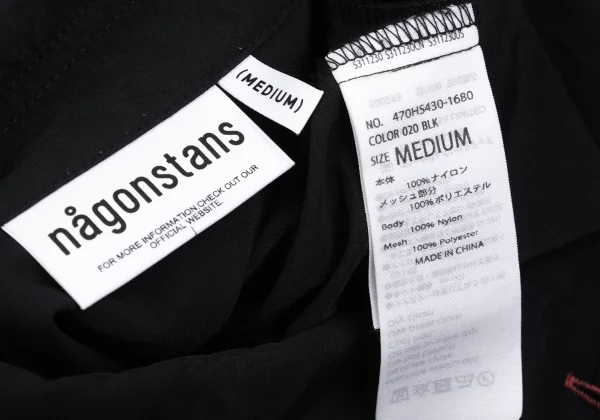 (MEDIUM)
någonstans
FOR MORE INFORMATION CHECK OUT OUR
OFFICIAL WEBSITE.
NO. 470HS430-1680
COLOR 020 BLK
SIZE MEDIUM
本体 100%ナイロン
メッシュ部分
100%ポリエステル
Body 100% Nylon
Mesh 100% Polyester
MADE IN CHINA